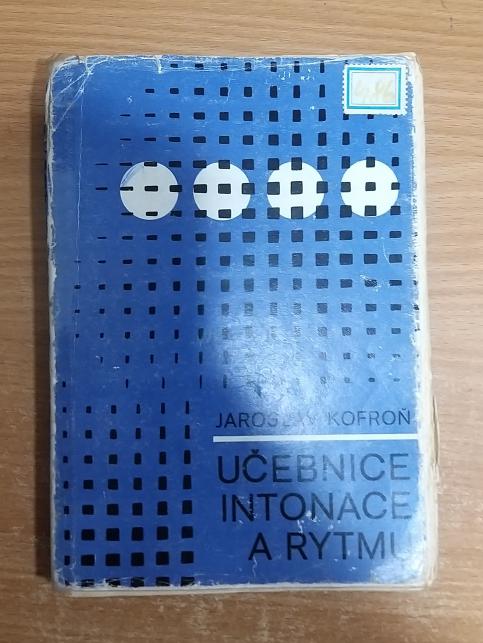 JAROSLAV KOFROŇ
UČEBNICE
INTONACE
A RYTMU